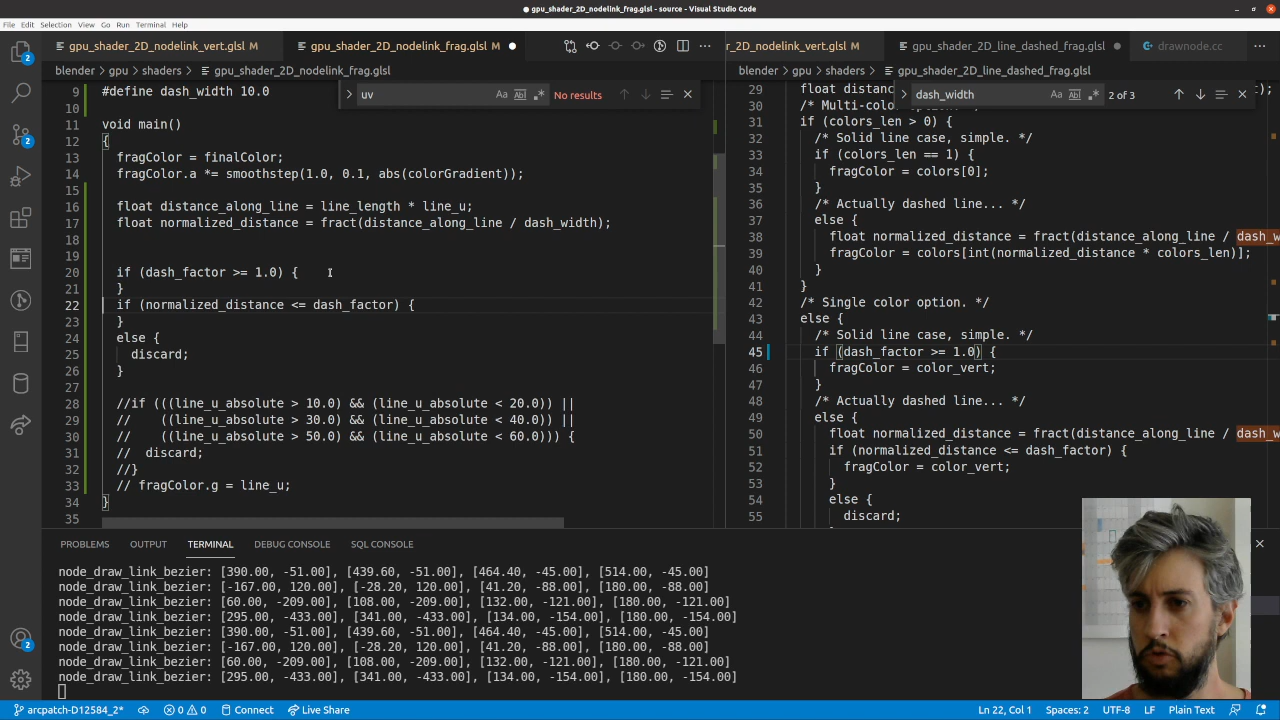 ● gpu_shader_2D_nodelink_frag.glsl - source - Visual Studio Code
File Edit Selection View Go Run Terminal Help
gpu_shader_2D_nodelink_vert.glsl M
gpu_shader_2D_nodelink_frag.glsl M ●
r_2D_nodelink_vert.glsl M
gpu_shader_2D_line_dashed_frag.glsl ●
drawnode.cc
blender > gpu > shaders > gpu_shader_2D_nodelink_frag.glsl
9 #define dash_width 10.0
10
11 void main()
12 {
13 fragColor = finalColor;
14 fragColor.a *= smoothstep(1.0, 0.1, abs(colorGradient));
15
16 float distance_along_line = line_length * line_u;
17 float normalized_distance = fract(distance_along_line / dash_width);
18
19
20 if (dash_factor >= 1.0) {
21 }
22 if (normalized_distance <= dash_factor) {
23 }
24 else {
25 discard;
26 }
27
28 //if (((line_u_absolute > 10.0) && (line_u_absolute < 20.0)) ||
29 // ((line_u_absolute > 30.0) && (line_u_absolute < 40.0)) ||
30 // ((line_u_absolute > 50.0) && (line_u_absolute < 60.0))) {
31 // discard;
32 //}
33 // fragColor.g = line_u;
34 }
35
uv Aa ab .* No results
blender > gpu > shaders > gpu_shader_2D_line_dashed_frag.glsl
dash_width Aa ab .* 2 of 3
29 float distanc
30 /* Multi-color
31 if (colors_len > 0) {
32 /* Solid line case, simple. */
33 if (colors_len == 1) {
34 fragColor = colors[0];
35 }
36 /* Actually dashed line... */
37 else {
38 float normalized_distance = fract(distance_along_line / dash_w
39 fragColor = colors[int(normalized_distance * colors_len)];
40 }
41 }
42 /* Single color option. */
43 else {
44 /* Solid line case, simple. */
45 if (dash_factor >= 1.0) {
46 fragColor = color_vert;
47 }
48 /* Actually dashed line... */
49 else {
50 float normalized_distance = fract(distance_along_line / dash_w
51 if (normalized_distance <= dash_factor) {
52 fragColor = color_vert;
53 }
54 else {
55 discard;
PROBLEMS OUTPUT TERMINAL DEBUG CONSOLE SQL CONSOLE
node_draw_link_bezier: [390.00, -51.00], [439.60, -51.00], [464.40, -45.00], [514.00, -45.00]
node_draw_link_bezier: [-167.00, 120.00], [-28.20, 120.00], [41.20, -88.00], [180.00, -88.00]
node_draw_link_bezier: [60.00, -209.00], [108.00, -209.00], [132.00, -121.00], [180.00, -121.00]
node_draw_link_bezier: [295.00, -433.00], [341.00, -433.00], [134.00, -154.00], [180.00, -154.00]
node_draw_link_bezier: [390.00, -51.00], [439.60, -51.00], [464.40, -45.00], [514.00, -45.00]
node_draw_link_bezier: [-167.00, 120.00], [-28.20, 120.00], [41.20, -88.00], [180.00, -88.00]
node_draw_link_bezier: [60.00, -209.00], [108.00, -209.00], [132.00, -121.00], [180.00, -121.00]
node_draw_link_bezier: [295.00, -433.00], [341.00, -433.00], [134.00, -154.00], [180.00, -154.00]
2
2
2
arcpatch-D12584_2* 0 0 Connect Live Share Ln 22, Col 1 Spaces: 2 UTF-8 LF Plain Text